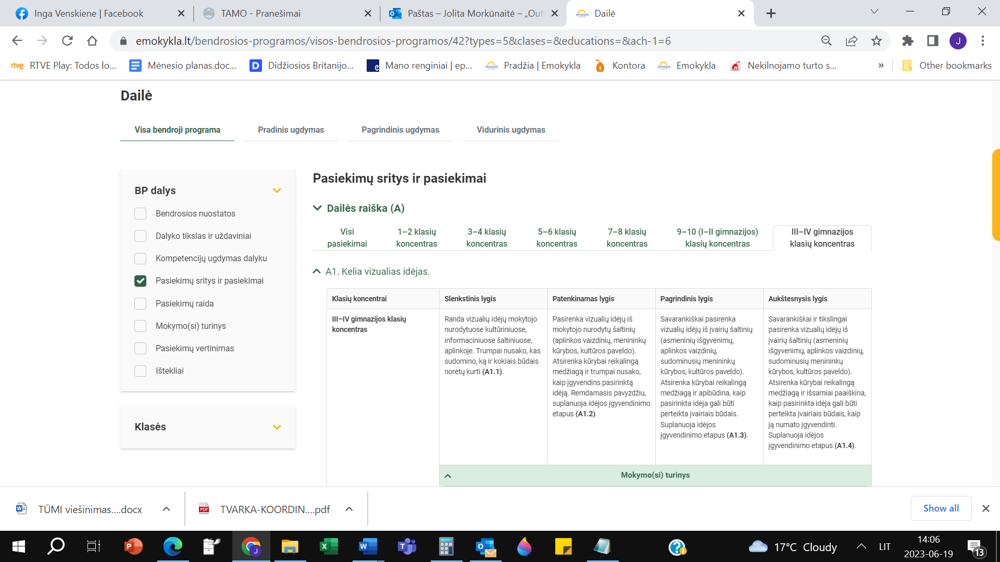 Inga Venskiene | Facebook
TAMO - Pranešimai
Paštas – Jolita Morkūnaitė – „Out
Dailė
emokykla.lt/bendrosios-programos/visos-bendrosios-programos/42?types=5&clases=&educations=&ach-1=6
J
RTVE Play: Todos lo...
Mėnesio planas.doc...
Didžiosios Britanijo...
Mano renginiai | ep...
Pradžia | Emokykla
Kontora
Emokykla
Nekilnojamo turto s...
»
Other bookmarks
Dailė
Visa bendroji programa
Pradinis ugdymas
Pagrindinis ugdymas
Vidurinis ugdymas
BP dalys
Bendrosios nuostatos
Dalyko tikslas ir uždaviniai
Kompetencijų ugdymas dalyku
Pasiekimų sritys ir pasiekimai
Pasiekimų raida
Mokymo(si) turinys
Pasiekimų vertinimas
Ištekliai
Klasės
Pasiekimų sritys ir pasiekimai
Dailės raiška (A)
Visi
pasiekimai
1–2 klasių
koncentras
3–4 klasių
koncentras
5–6 klasių
koncentras
7–8 klasių
koncentras
9–10 (I–II gimnazijos)
klasių koncentras
III–IV gimnazijos
klasių koncentras
A1. Kelia vizualias idėjas.
Klasių koncentrai
Slenkstinis lygis
Patenkinamas lygis
Pagrindinis lygis
Aukštesnysis lygis
III–IV gimnazijos klasių
koncentras
Randa vizualių idėjų mokytojo
nurodytuose kultūriniuose,
informaciniuose šaltiniuose,
aplinkoje. Trumpai nusako, kas
sudomino, ką ir kokiais būdais
norėtų kurti (A1.1).
Pasirenka vizualių idėjų iš
mokytojo nurodytų šaltinių
(aplinkos vaizdinių, menininkų
kūrybos, kultūros paveldo).
Atsirenka kūrybai reikalingą
medžiagą ir trumpai nusako,
kaip įgyvendins pasirinktą
idėją. Remdamasis pavyzdžiu,
suplanuoja idėjos įgyvendinimo
etapus (A1.2).
Savarankiškai pasirenka
vizualių idėjų iš įvairių šaltinių
(asmeninių išgyvenimų,
aplinkos vaizdinių,
sudominusių menininkų
kūrybos, kultūros paveldo).
Atsirenka kūrybai reikalingą
medžiagą ir apibūdina, kaip
pasirinkta idėja gali būti
perteikta įvairiais būdais.
Suplanuoja idėjos
įgyvendinimo etapus (A1.3).
Savarankiškai ir tikslingai
pasirenka vizualių idėjų iš
įvairių šaltinių (asmeninių
išgyvenimų, aplinkos vaizdinių,
sudominusių menininkų
kūrybos, kultūros paveldo).
Atsirenka kūrybai reikalingą
medžiagą ir išsamiai paaiškina,
kaip pasirinkta idėja gali būti
perteikta įvairiais būdais, kaip
ją numato įgyvendinti.
Suplanuoja idėjos
įgyvendinimo etapus (A1.4).
Mokymo(si) turinys
TŪMI viešinimas....docx
TVARKA-KOORDIN....pdf
Show all
17°C Cloudy
LIT
14:06
2023-06-19
13